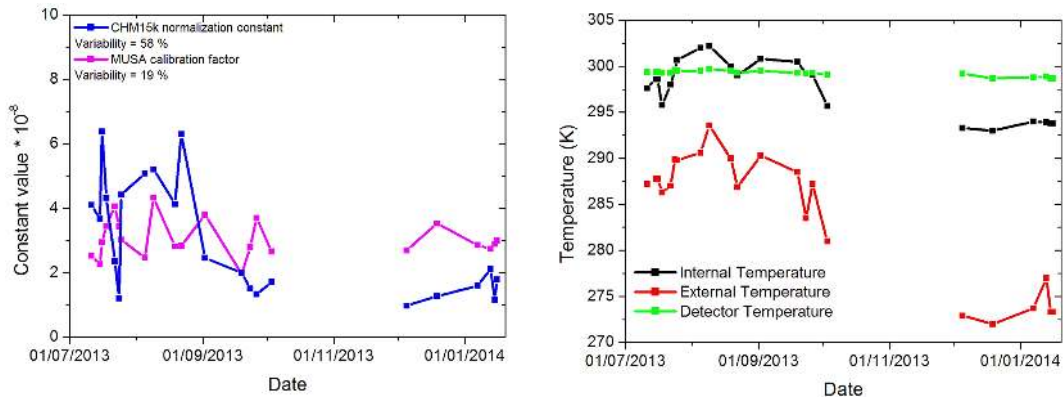 10
8
6
4
2
0
Constant value * 10^-8
CHM15k normalization constant
Variability = 58 %
MUSA calibration factor
Variability = 19 %
01/07/2013
01/09/2013
01/11/2013
01/01/2014
Date
305
300
295
290
285
280
275
270
Temperature (K)
Internal Temperature
External Temperature
Detector Temperature
01/07/2013
01/09/2013
01/11/2013
01/01/2014
Date